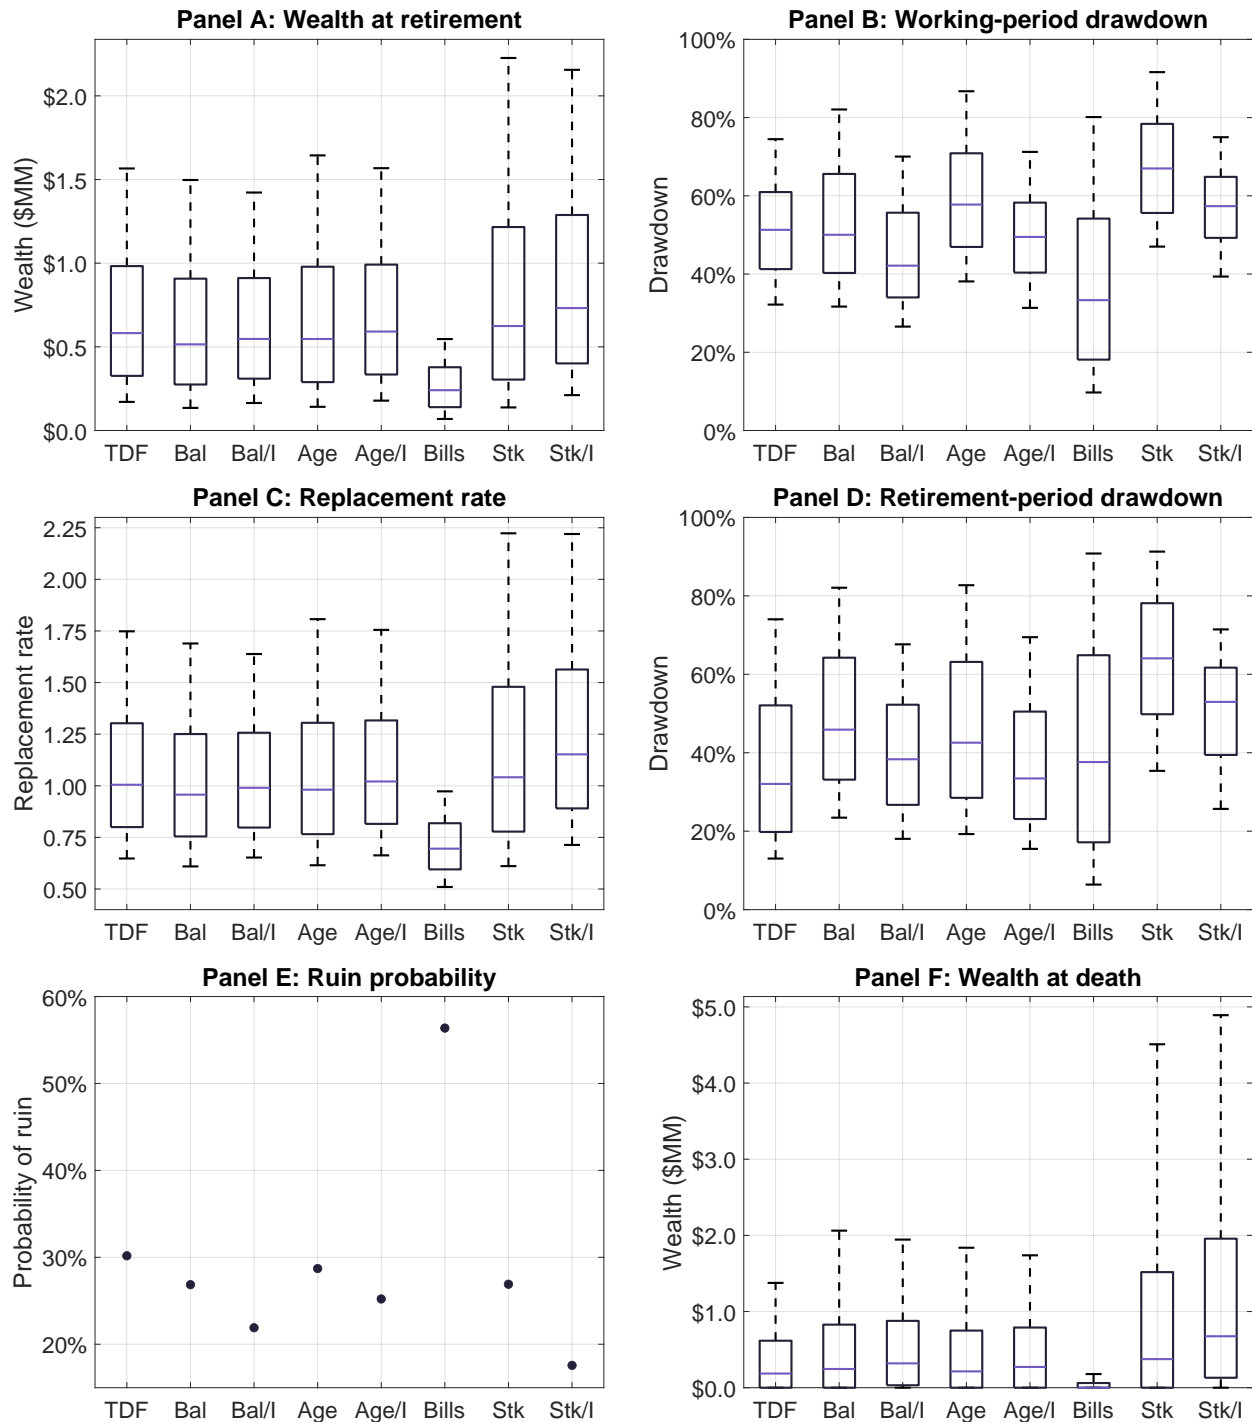 Panel A: Wealth at retirement
Wealth ($MM)
$2.0
$1.5
$1.0
$0.5
$0.0
TDF Bal Bal/I Age Age/I Bills Stk Stk/I
Panel B: Working-period drawdown
Drawdown
100%
80%
60%
40%
20%
0%
TDF Bal Bal/I Age Age/I Bills Stk Stk/I
Panel C: Replacement rate
Replacement rate
2.25
2.00
1.75
1.50
1.25
1.00
0.75
0.50
TDF Bal Bal/I Age Age/I Bills Stk Stk/I
Panel D: Retirement-period drawdown
Drawdown
100%
80%
60%
40%
20%
0%
TDF Bal Bal/I Age Age/I Bills Stk Stk/I
Panel E: Ruin probability
Probability of ruin
60%
50%
40%
30%
20%
TDF Bal Bal/I Age Age/I Bills Stk Stk/I
Panel F: Wealth at death
Wealth ($MM)
$5.0
$4.0
$3.0
$2.0
$1.0
$0.0
TDF Bal Bal/I Age Age/I Bills Stk Stk/I